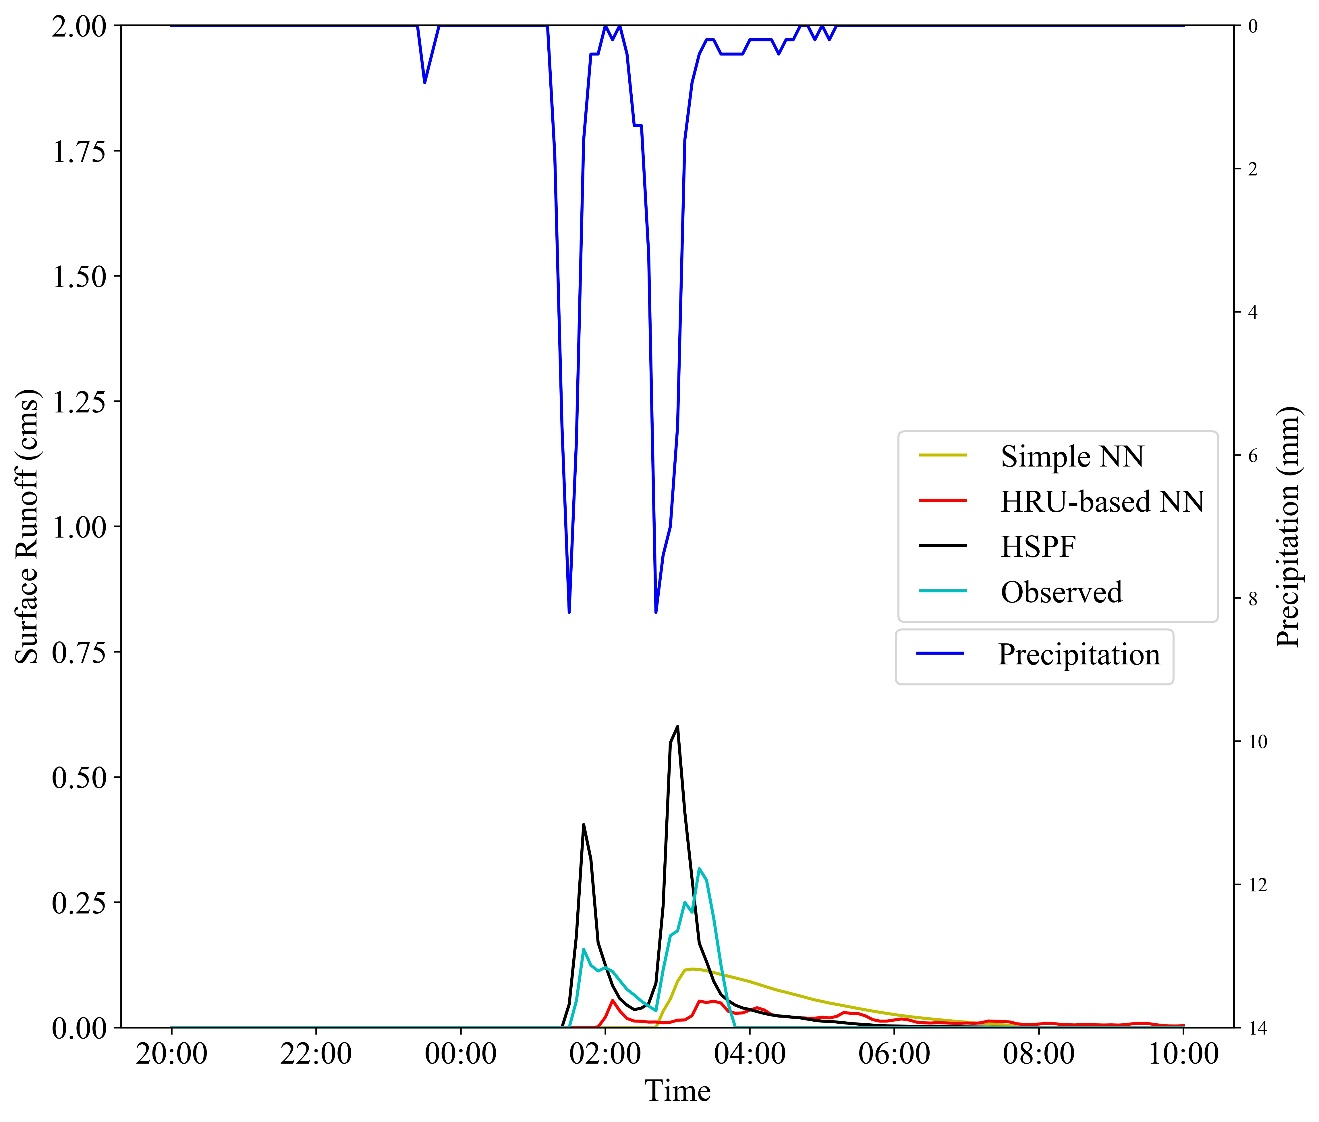 2.00
1.75
1.50
1.25
1.00
0.75
0.50
0.25
0.00
Surface Runoff (cms)
0
2
4
6
8
10
12
14
Precipitation (mm)
Simple NN
HRU-based NN
HSPF
Observed
Precipitation
20:00 22:00 00:00 02:00 04:00 06:00 08:00 10:00
Time